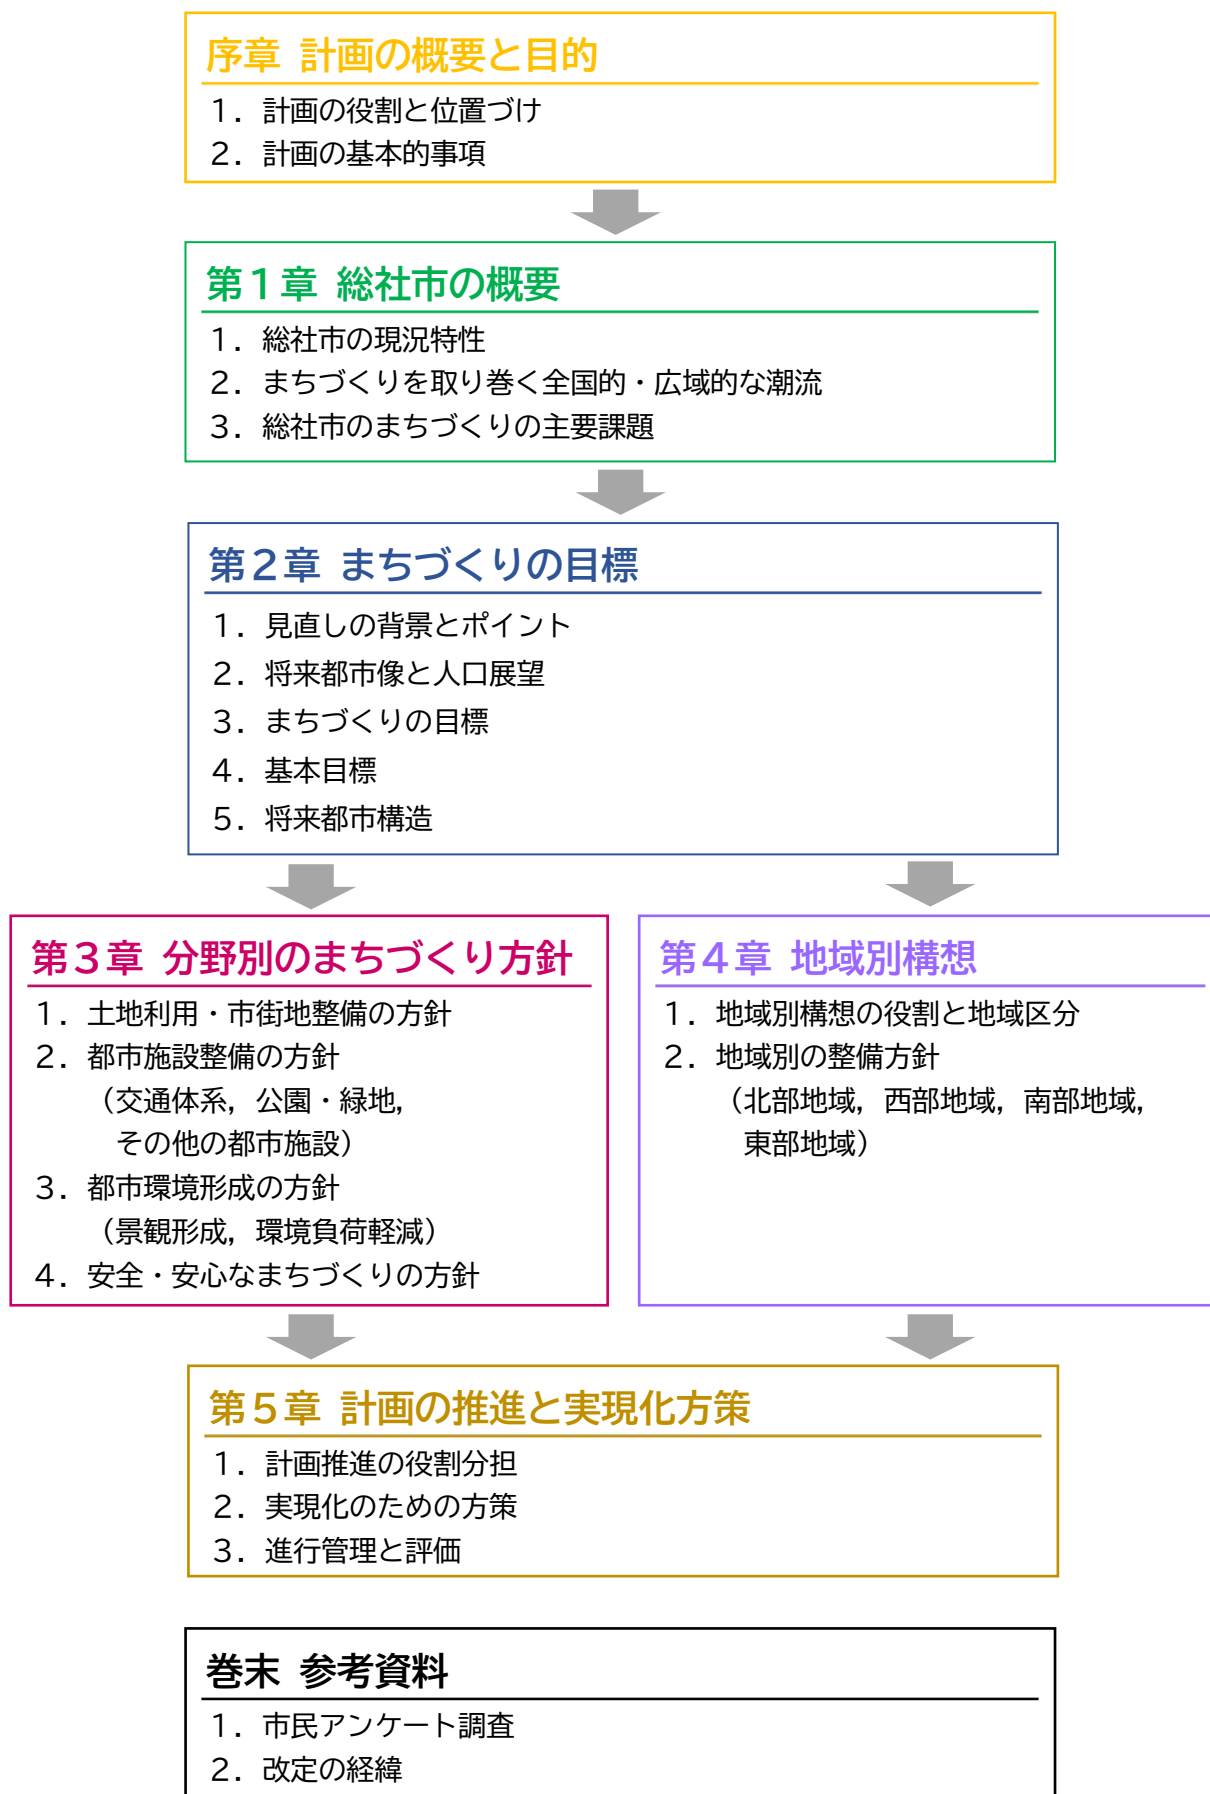 序章 計画の概要と目的
１．計画の役割と位置づけ
２．計画の基本的事項
第１章 総社市の概要
１．総社市の現況特性
２．まちづくりを取り巻く全国的・広域的な潮流
３．総社市のまちづくりの主要課題
第２章 まちづくりの目標
１．見直しの背景とポイント
２．将来都市像と人口展望
３．まちづくりの目標
４．基本目標
５．将来都市構造
第３章 分野別のまちづくり方針
１．土地利用・市街地整備の方針
２．都市施設整備の方針
（交通体系，公園・緑地，
その他の都市施設）
３．都市環境形成の方針
（景観形成，環境負荷軽減）
４．安全・安心なまちづくりの方針
第４章 地域別構想
１．地域別構想の役割と地域区分
２．地域別の整備方針
（北部地域，西部地域，南部地域，
東部地域）
第５章 計画の推進と実現化方策
１．計画推進の役割分担
２．実現化のための方策
３．進行管理と評価
巻末 参考資料
１．市民アンケート調査
２．改定の経緯